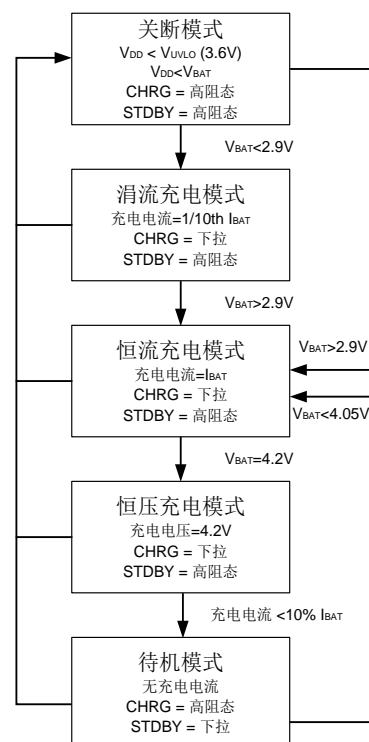 关断模式
VDD < VUVLO (3.6V)
VDD<VBAT
CHRG = 高阻态
STDBY = 高阻态
VBAT<2.9V
涓流充电模式
充电电流=1/10th IBAT
CHRG = 下拉
STDBY = 高阻态
VBAT>2.9V
恒流充电模式
充电电流=IBAT
CHRG = 下拉
STDBY = 高阻态
VBAT>2.9V
VBAT<4.05V
VBAT=4.2V
恒压充电模式
充电电压=4.2V
CHRG = 下拉
STDBY = 高阻态
充电电流 <10% IBAT
待机模式
无充电电流
CHRG = 高阻态
STDBY = 下拉